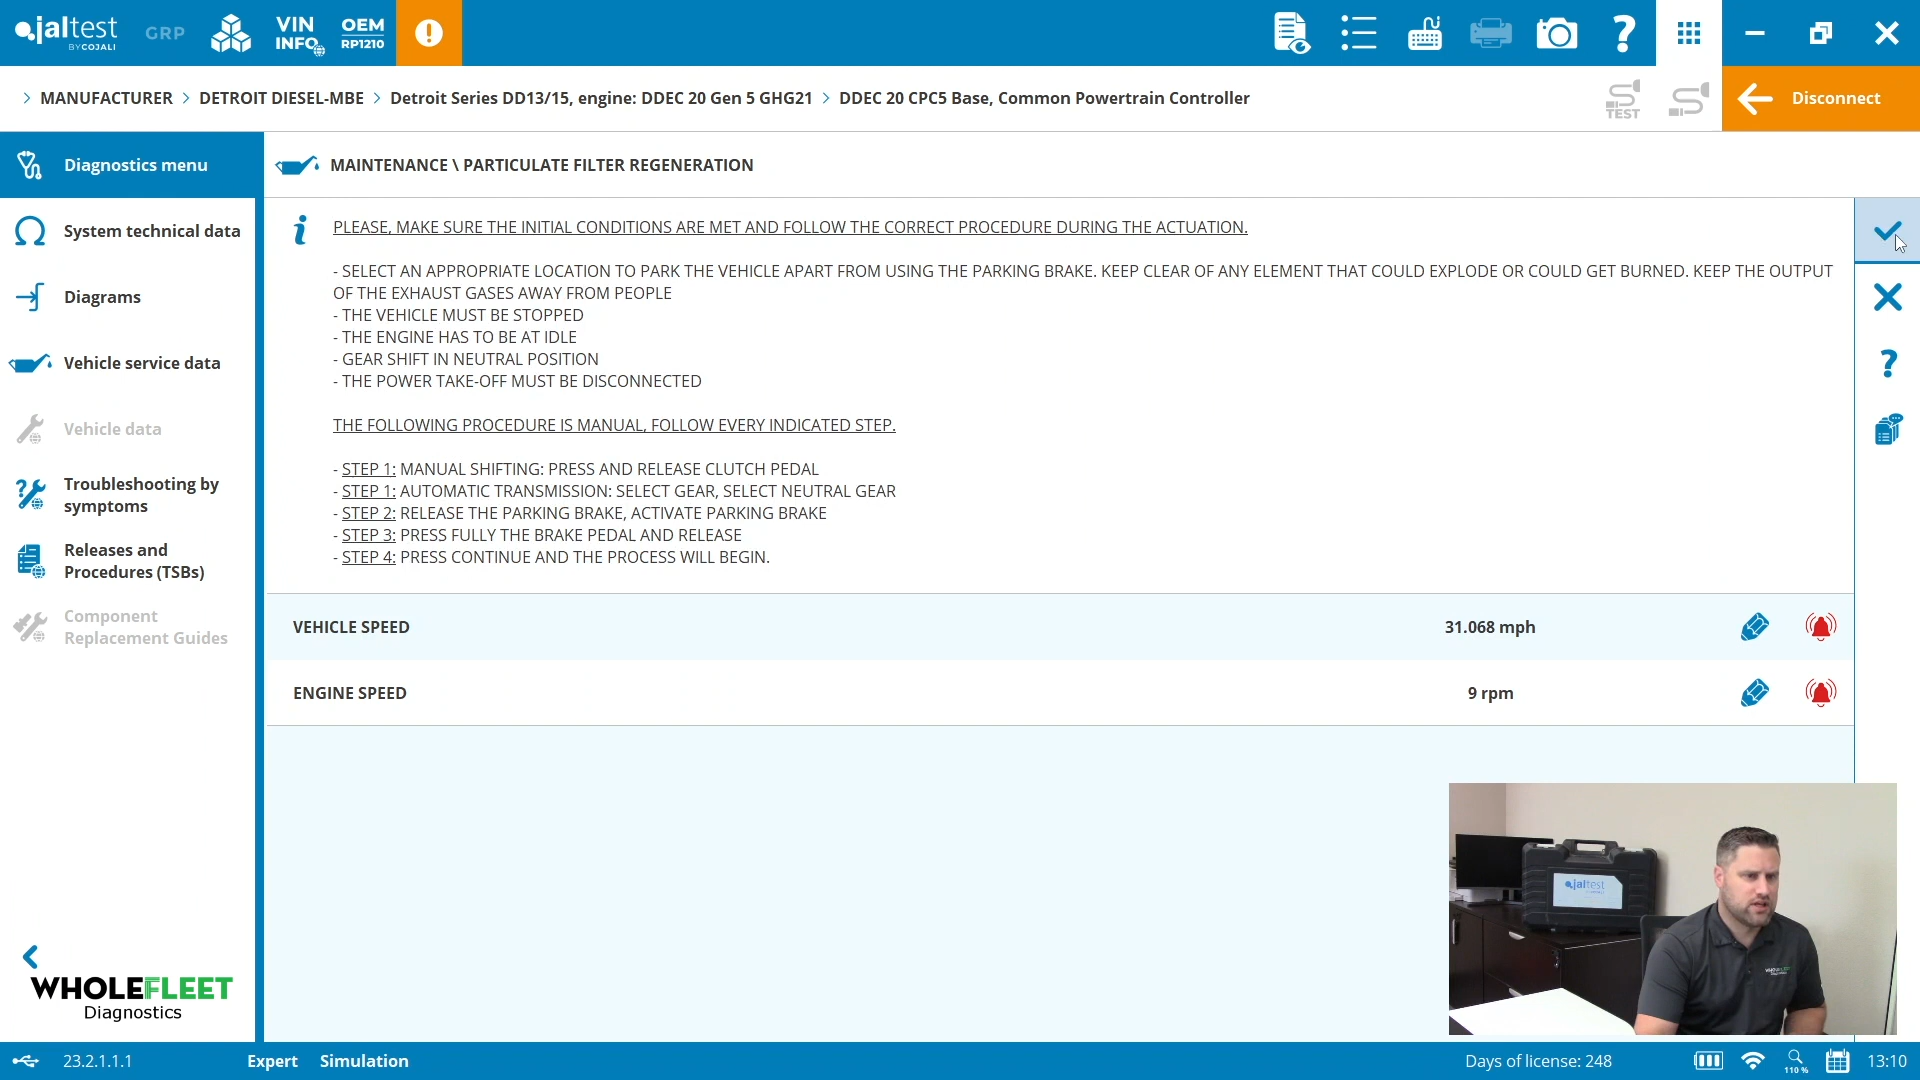 jaltest
BY COJALI
GRP
VIN
INFO
OEM
RP1210
MANUFACTURER
DETROIT DIESEL-MBE
Detroit Series DD13/15, engine: DDEC 20 Gen 5 GHG21
DDEC 20 CPC5 Base, Common Powertrain Controller
TEST
Disconnect
Diagnostics menu
MAINTENANCE \ PARTICULATE FILTER REGENERATION
System technical data
Diagrams
Vehicle service data
Vehicle data
Troubleshooting by
symptoms
Releases and
Procedures (TSBs)
Component
Replacement Guides
PLEASE, MAKE SURE THE INITIAL CONDITIONS ARE MET AND FOLLOW THE CORRECT PROCEDURE DURING THE ACTUATION.
- SELECT AN APPROPRIATE LOCATION TO PARK THE VEHICLE APART FROM USING THE PARKING BRAKE. KEEP CLEAR OF ANY ELEMENT THAT COULD EXPLODE OR COULD GET BURNED. KEEP THE OUTPUT
OF THE EXHAUST GASES AWAY FROM PEOPLE
- THE VEHICLE MUST BE STOPPED
- THE ENGINE HAS TO BE AT IDLE
- GEAR SHIFT IN NEUTRAL POSITION
- THE POWER TAKE-OFF MUST BE DISCONNECTED
THE FOLLOWING PROCEDURE IS MANUAL, FOLLOW EVERY INDICATED STEP.
- STEP 1: MANUAL SHIFTING: PRESS AND RELEASE CLUTCH PEDAL
- STEP 1: AUTOMATIC TRANSMISSION: SELECT GEAR, SELECT NEUTRAL GEAR
- STEP 2: RELEASE THE PARKING BRAKE, ACTIVATE PARKING BRAKE
- STEP 3: PRESS FULLY THE BRAKE PEDAL AND RELEASE
- STEP 4: PRESS CONTINUE AND THE PROCESS WILL BEGIN.
VEHICLE SPEED 31.068 mph
ENGINE SPEED 9 rpm
jaltest
WHOLEFLEET
Diagnostics
23.2.1.1.1
Expert
Simulation
Days of license: 248
110 %
13:10